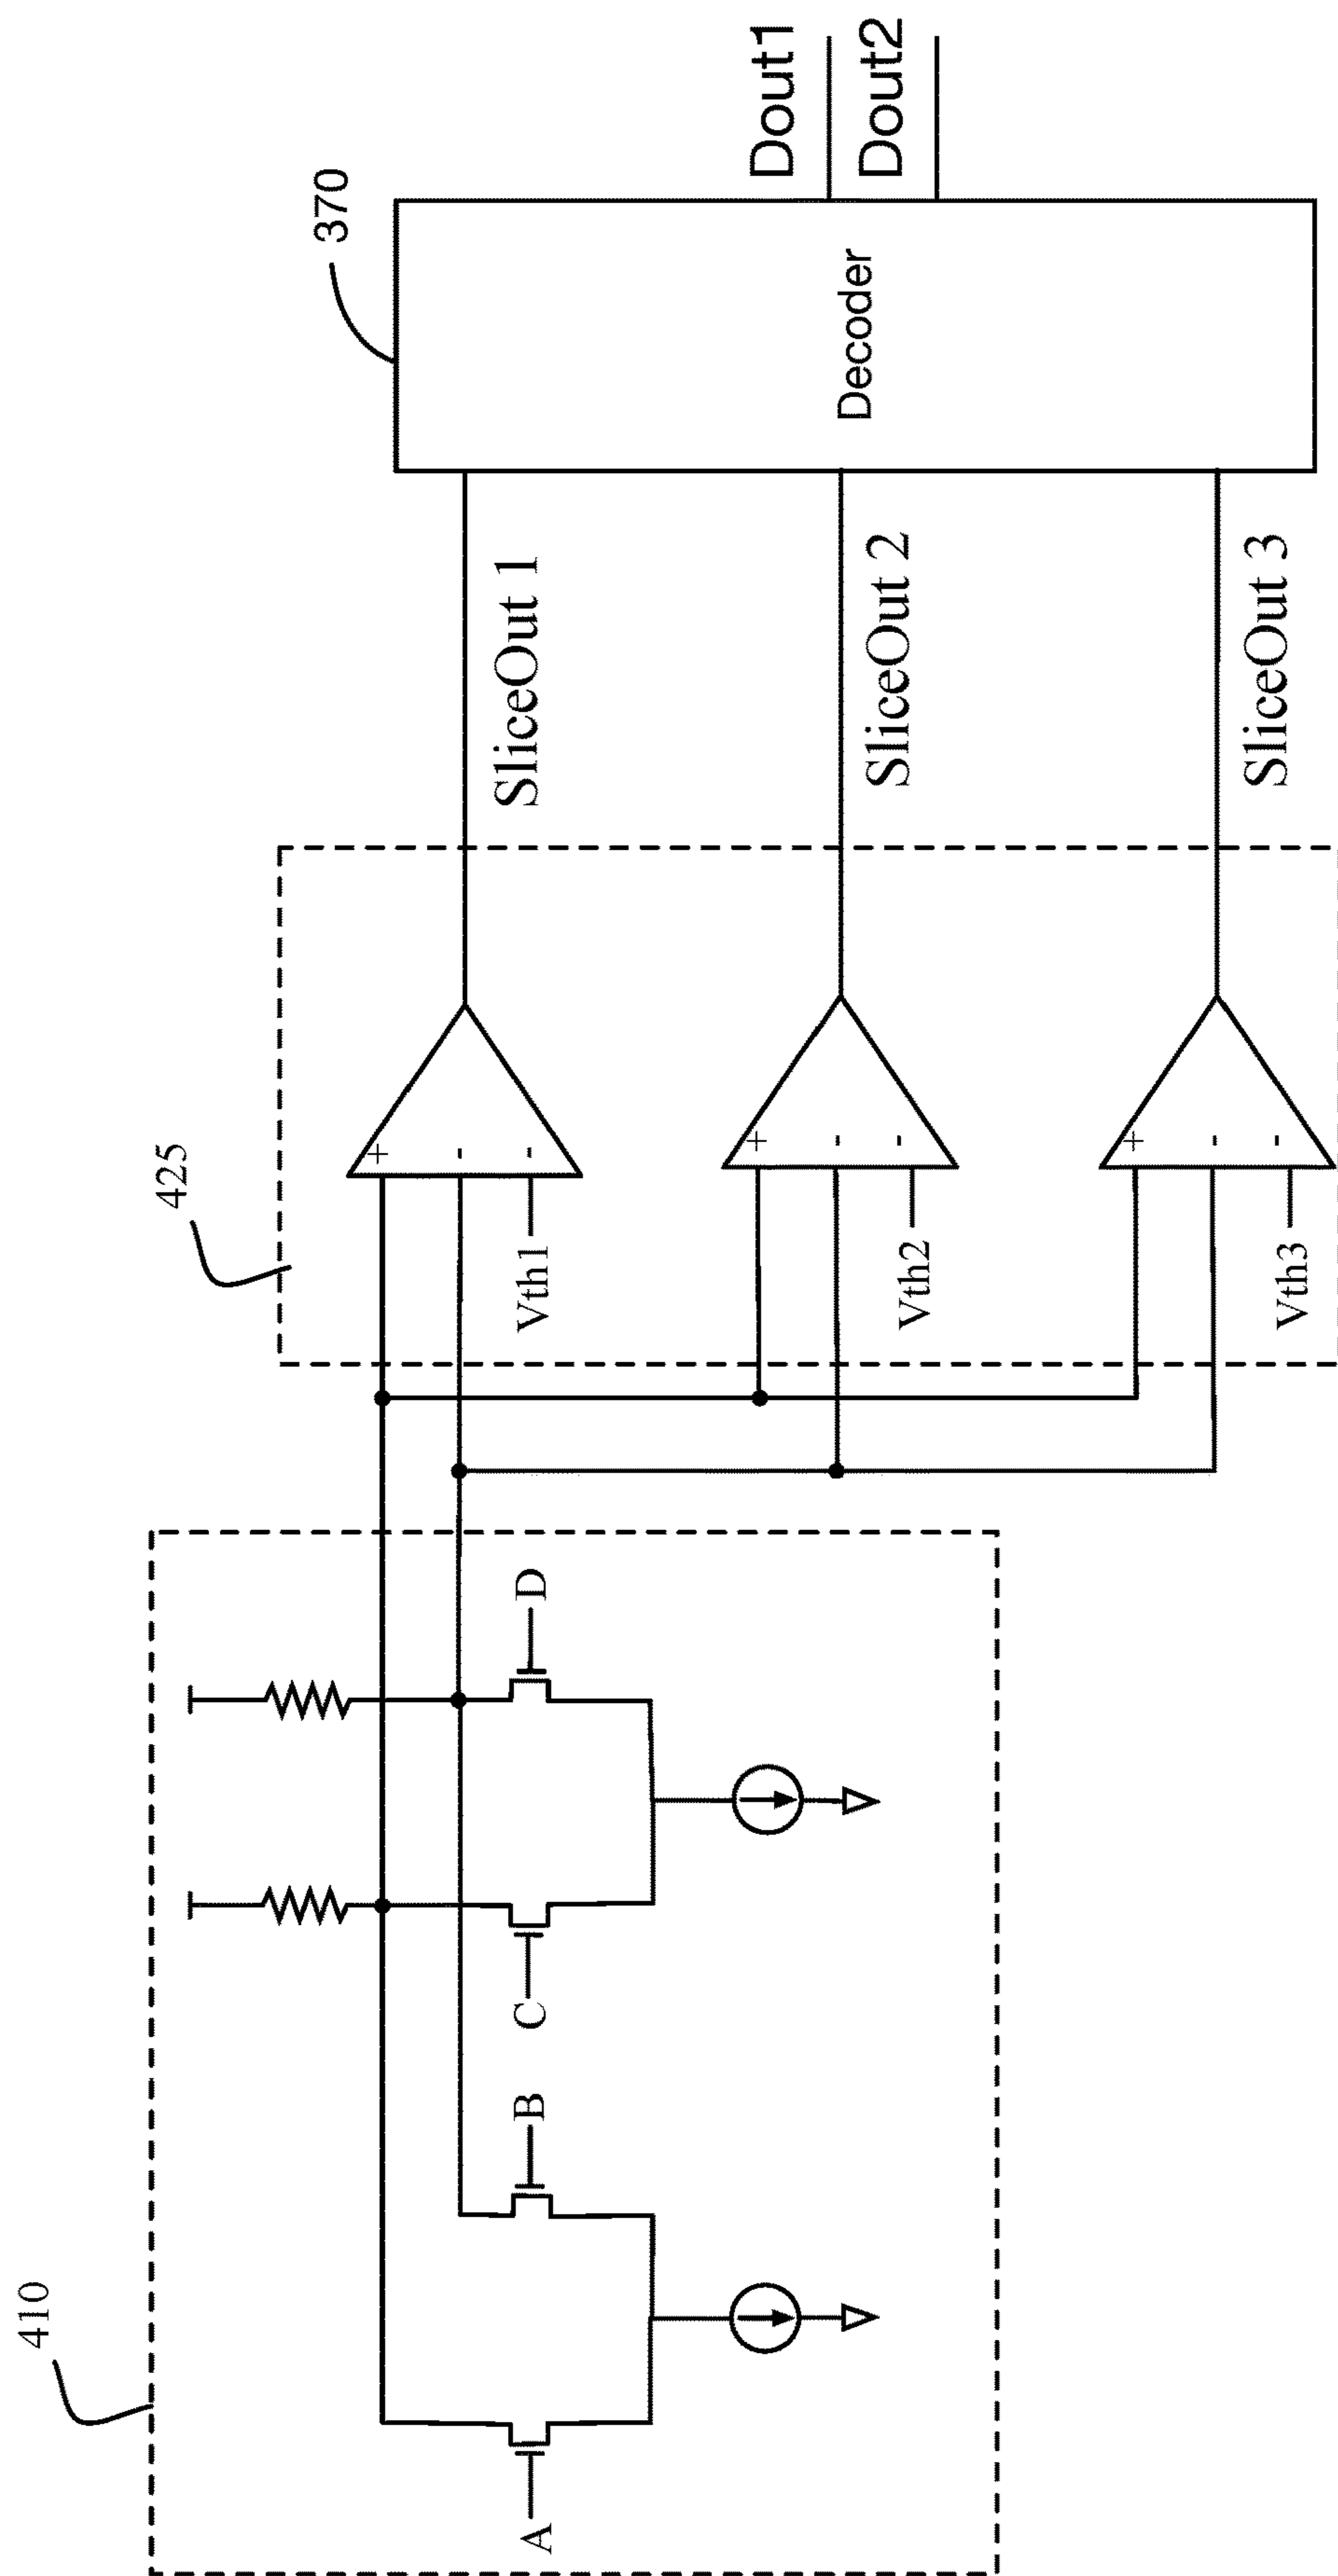 410
A
B
C
D
425
+
-
-
Vth1
+
-
-
Vth2
+
-
-
Vth3
SliceOut 1
SliceOut 2
SliceOut 3
370
Decoder
Dout1
Dout2